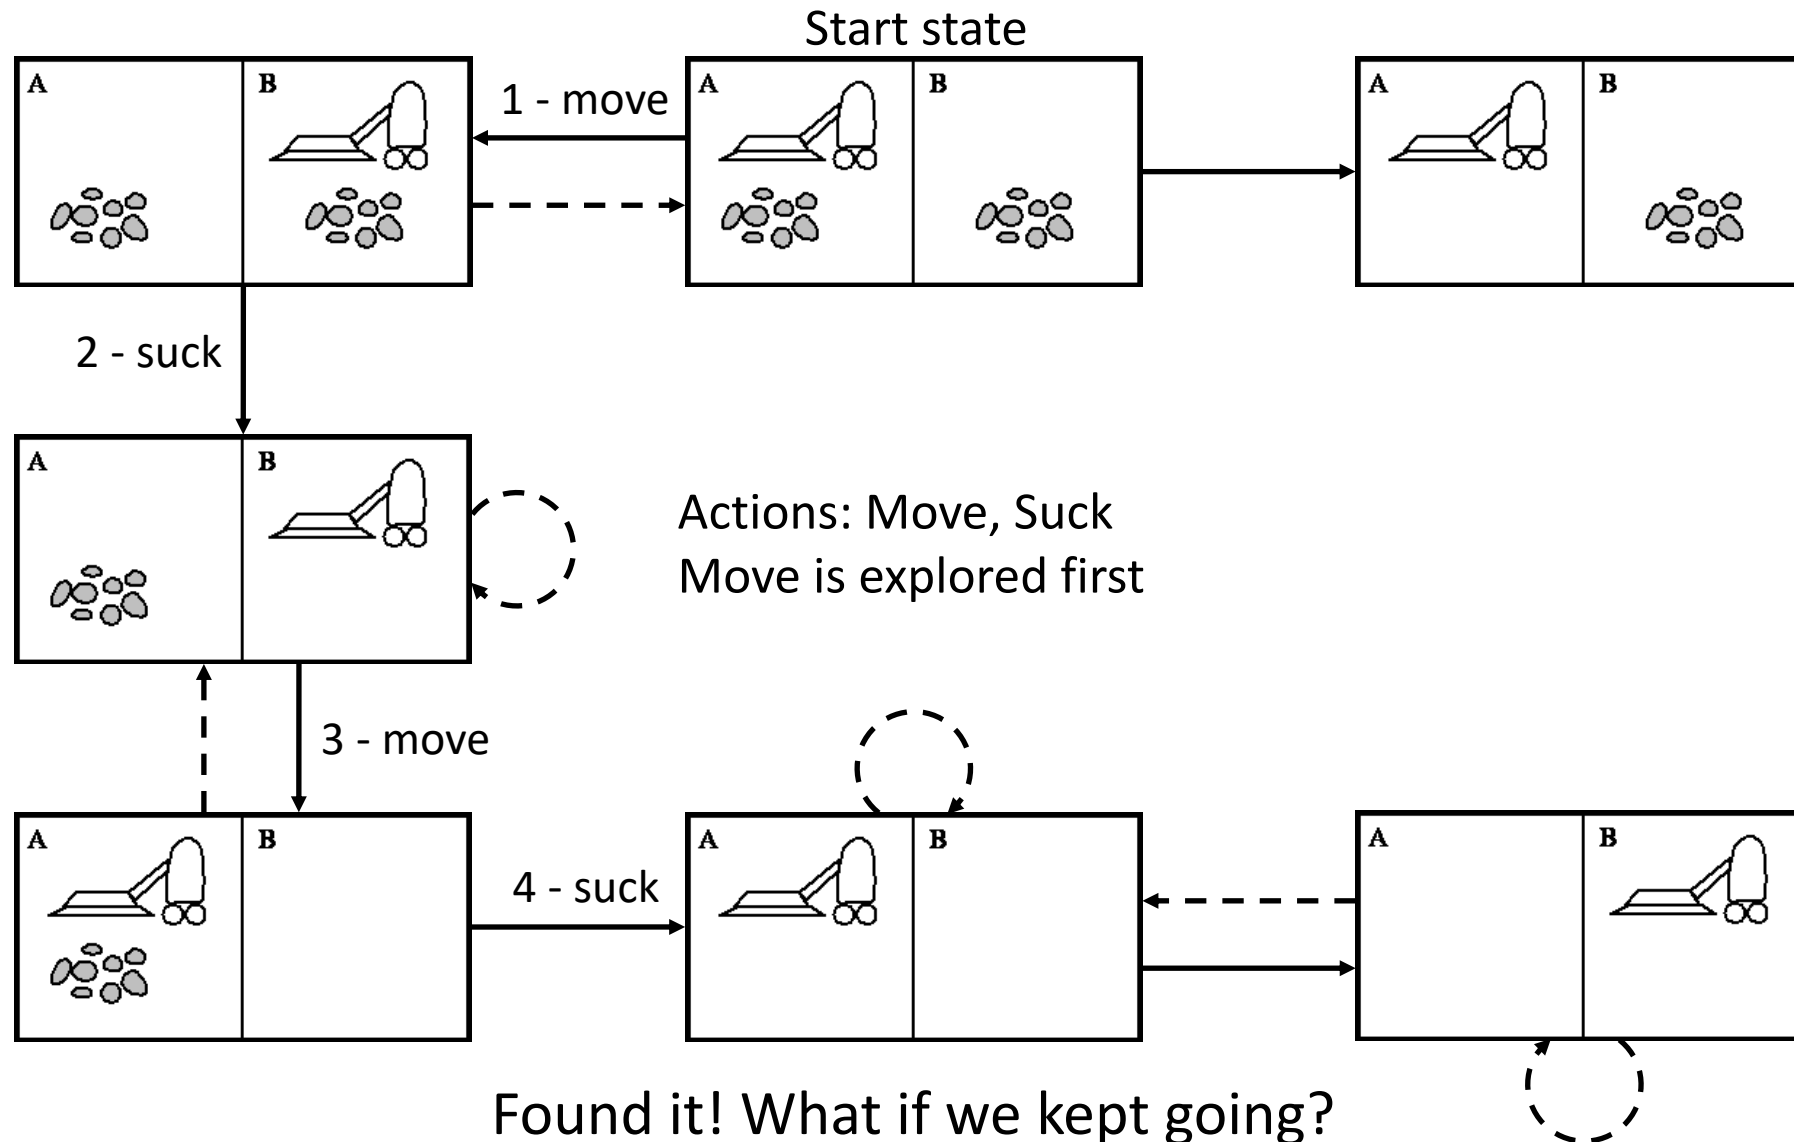 Start state
A
B
1 - move
A
B
A
B
2 - suck
A
B
Actions: Move, Suck
Move is explored first
3 - move
A
B
4 - suck
A
B
A
B
Found it! What if we kept going?